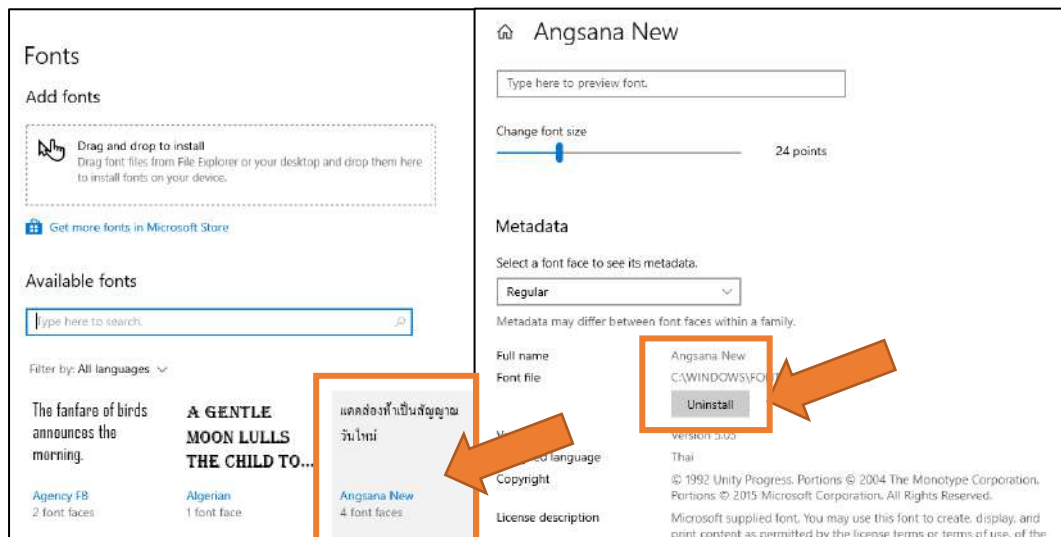 Fonts
Add fonts
Drag and drop to install
Drag font files from File Explorer or your desktop and drop them here
to install fonts on your device.
Get more fonts in Microsoft Store
Available fonts
Type here to search.
Filter by: All languages
The fanfare of birds
announces the
morning.
Agency FB
2 font faces
A GENTLE
MOON LULLS
THE CHILD TO...
Algerian
1 font face
แดดส่องฟ้าเป็นสัญญาณ
วันใหม่
Angsana New
4 font faces
Angsana New
Type here to preview font.
Change font size
24 points
Metadata
Select a font face to see its metadata.
Regular
Metadata may differ between font faces within a family.
Full name Angsana New
Font file C:\WINDOWS\FON
Uninstall
Version 5.05
language Thai
Copyright © 1992 Unity Progress. Portions © 2004 The Monotype Corporation.
Portions © 2015 Microsoft Corporation. All Rights Reserved.
License description Microsoft supplied font. You may use this font to create, display, and
print content as permitted by the license terms or terms of use, of the